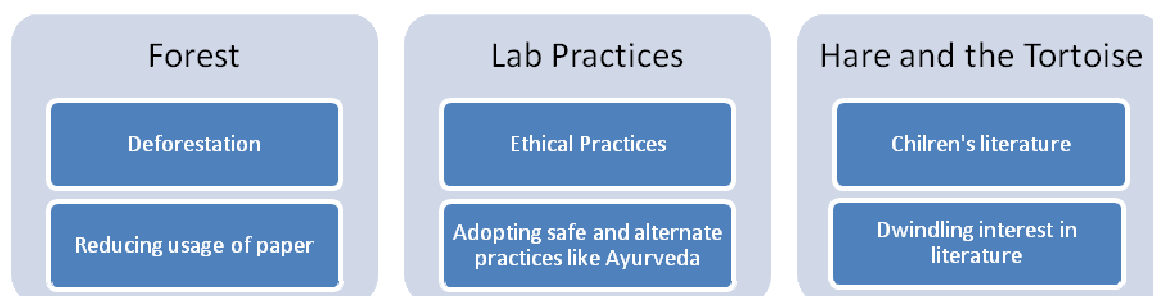 Forest
Deforestation
Reducing usage of paper
Lab Practices
Ethical Practices
Adopting safe and alternate
practices like Ayurveda
Hare and the Tortoise
Chilren's literature
Dwindling interest in
literature